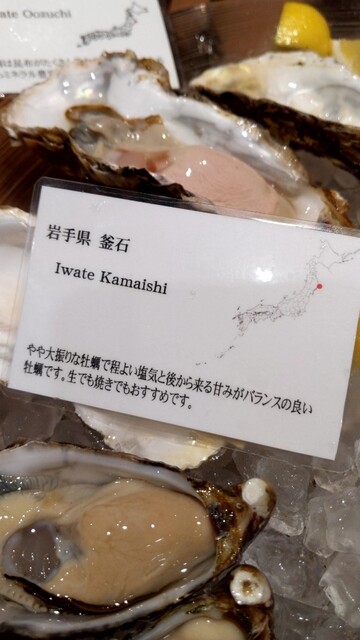 ate Oozuchi
岩手県 釜石
Iwate Kamaishi
やや大振りな牡蠣で程よい塩気と後から来る甘みがバランスの良い
牡蠣です。生でも焼きでもおすすめです。